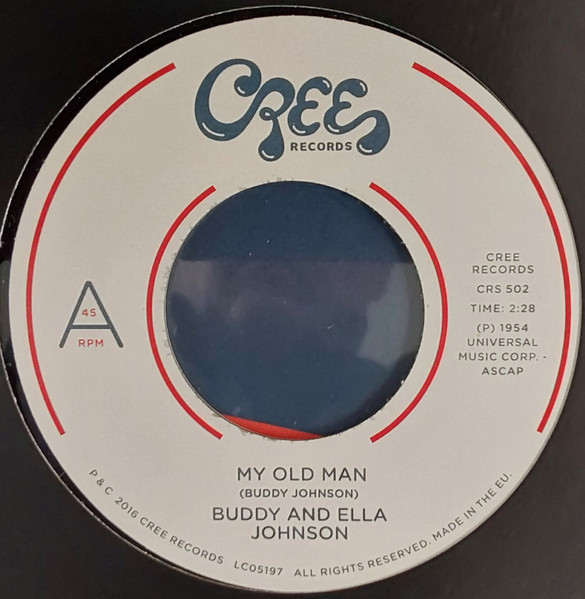 CREE
RECORDS
A
45
RPM
CREE
RECORDS
CRS 502
TIME: 2:28
(P) 1954
UNIVERSAL
MUSIC CORP. -
ASCAP
MY OLD MAN
(BUDDY JOHNSON)
BUDDY AND ELLA
JOHNSON
P & C 2016 CREE RECORDS LC05197 ALL RIGHTS RESERVED. MADE IN THE EU.